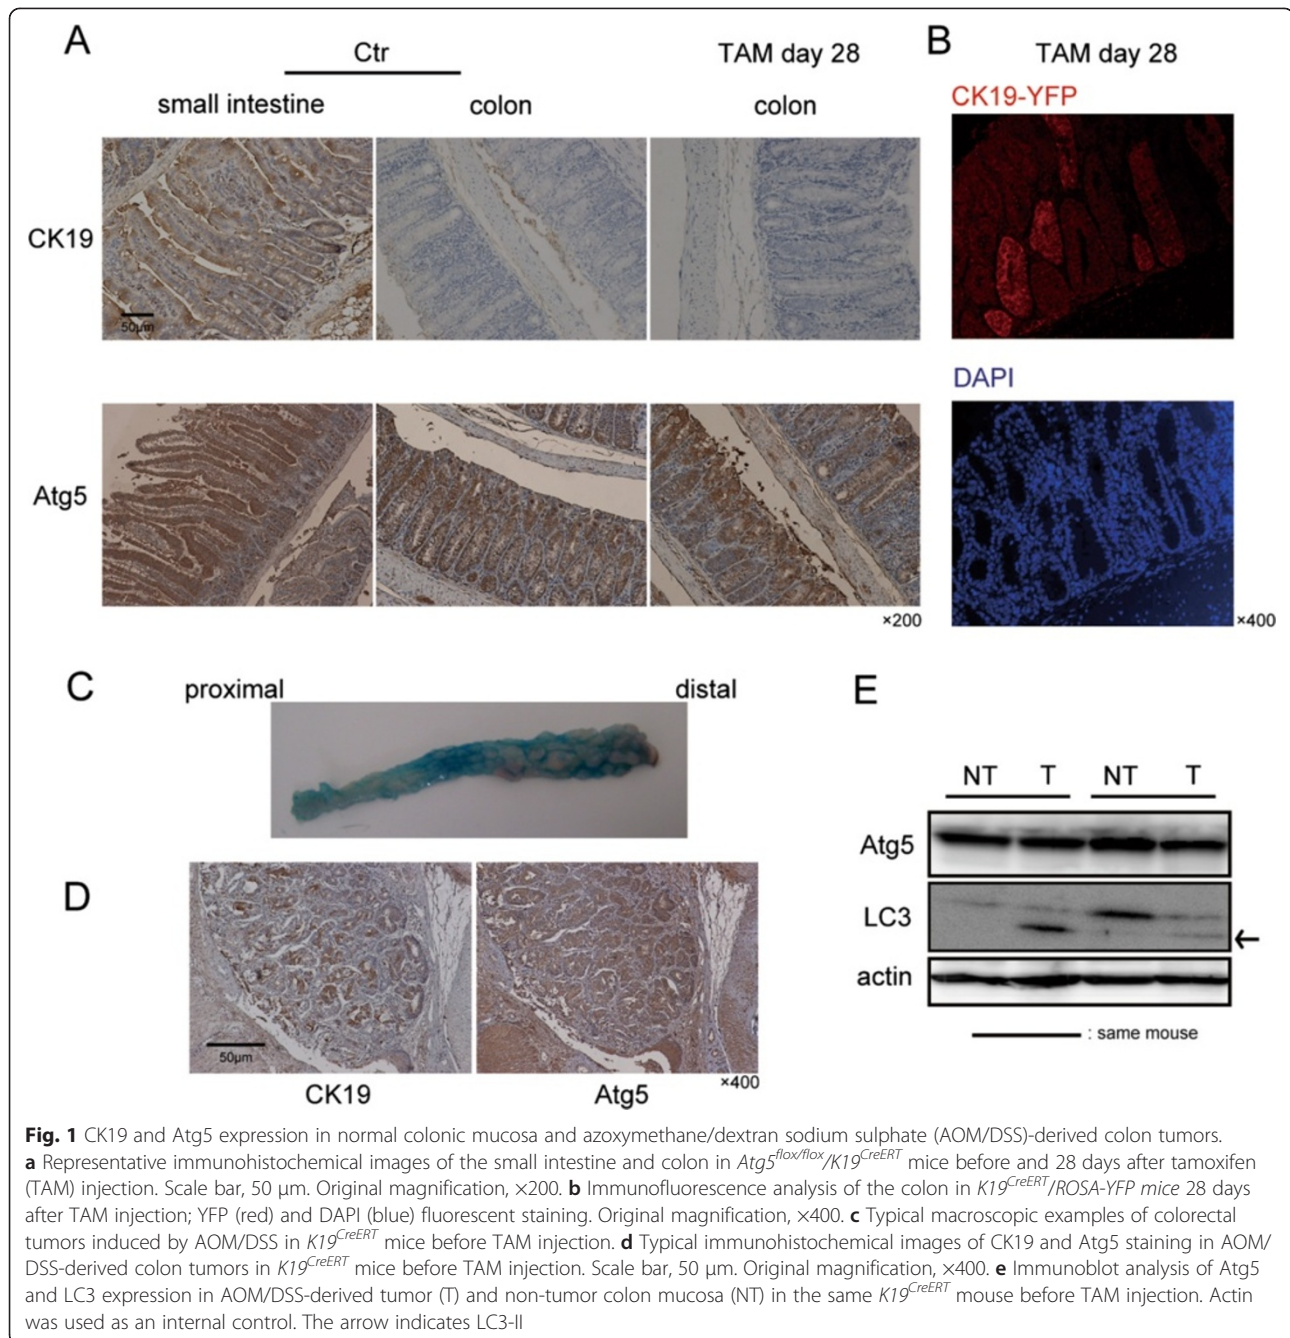 A
Ctr
TAM day 28
small intestine
colon
colon
CK19
50µm
Atg5
×200
B
TAM day 28
CK19-YFP
DAPI
×400
C
proximal
distal
D
50µm
CK19
Atg5
×400
E
NT T NT T
Atg5
LC3
←
actin
: same mouse
Fig. 1 CK19 and Atg5 expression in normal colonic mucosa and azoxymethane/dextran sodium sulphate (AOM/DSS)-derived colon tumors.
a Representative immunohistochemical images of the small intestine and colon in Atg5flox/flox/K19CreERT mice before and 28 days after tamoxifen
(TAM) injection. Scale bar, 50 µm. Original magnification, ×200. b Immunofluorescence analysis of the colon in K19CreERT/ROSA-YFP mice 28 days
after TAM injection; YFP (red) and DAPI (blue) fluorescent staining. Original magnification, ×400. c Typical macroscopic examples of colorectal
tumors induced by AOM/DSS in K19CreERT mice before TAM injection. d Typical immunohistochemical images of CK19 and Atg5 staining in AOM/
DSS-derived colon tumors in K19CreERT mice before TAM injection. Scale bar, 50 µm. Original magnification, ×400. e Immunoblot analysis of Atg5
and LC3 expression in AOM/DSS-derived tumor (T) and non-tumor colon mucosa (NT) in the same K19CreERT mouse before TAM injection. Actin
was used as an internal control. The arrow indicates LC3-II